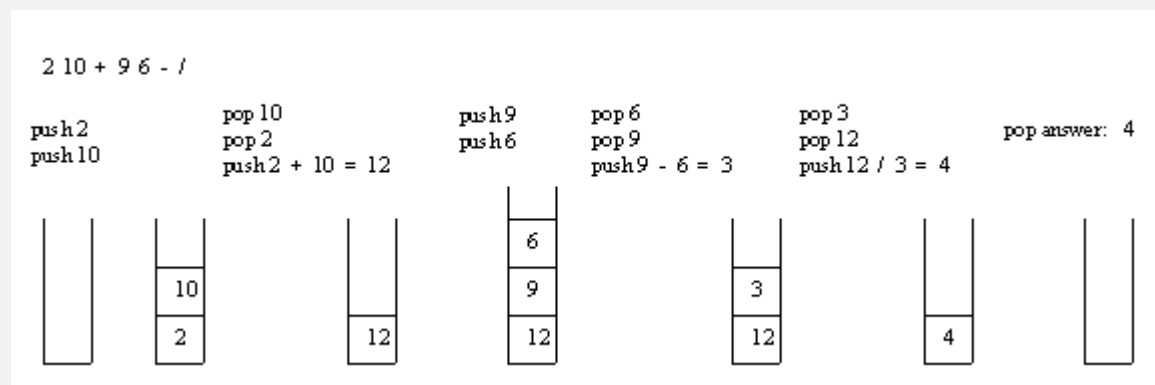 2 10 + 9 6 - /
push 2
push 10
pop 10
pop 2
push 2 + 10 = 12
push 9
push 6
pop 6
pop 9
push 9 - 6 = 3
pop 3
pop 12
push 12 / 3 = 4
pop answer: 4
10
2
12
6
9
12
3
12
4